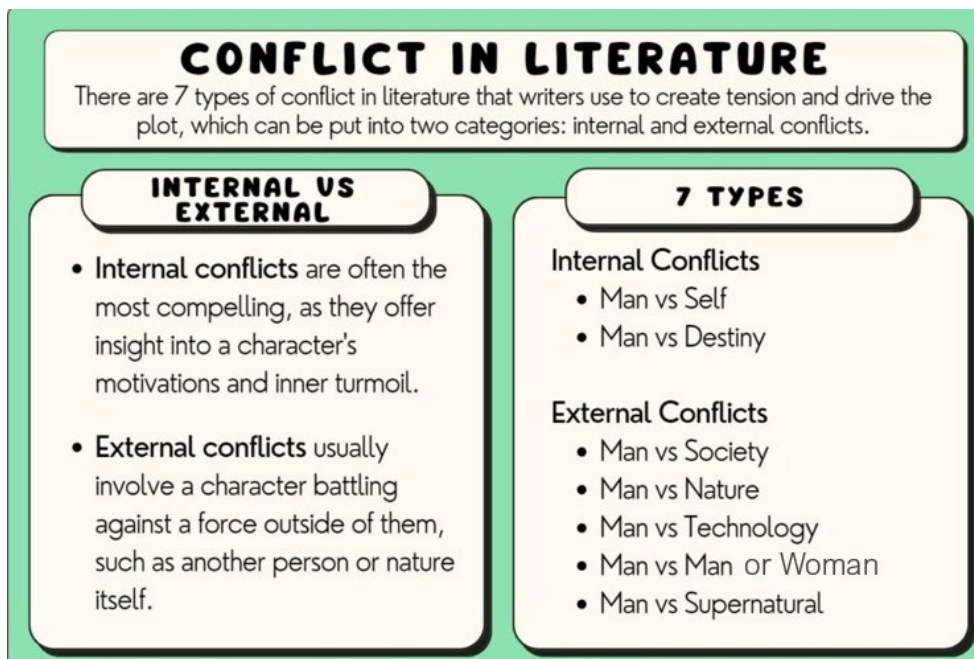 CONFLICT IN LITERATURE
There are 7 types of conflict in literature that writers use to create tension and drive the
plot, which can be put into two categories: internal and external conflicts.
INTERNAL VS
EXTERNAL
• Internal conflicts are often the
most compelling, as they offer
insight into a character's
motivations and inner turmoil.
• External conflicts usually
involve a character battling
against a force outside of them,
such as another person or nature
itself.
7 TYPES
Internal Conflicts
• Man vs Self
• Man vs Destiny
External Conflicts
• Man vs Society
• Man vs Nature
• Man vs Technology
• Man vs Man or Woman
• Man vs Supernatural